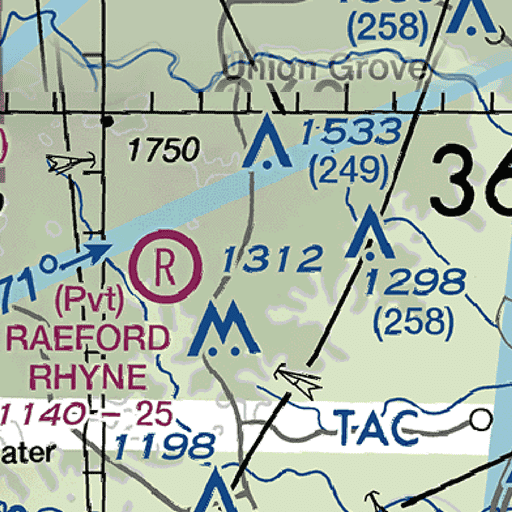 (258)
Union Grove
1533
(249)
1750
36
1312
71°
R
1298
(258)
(Pvt)
RAEFORD
RHYNE
1140 - 25
TAC
1198
ater